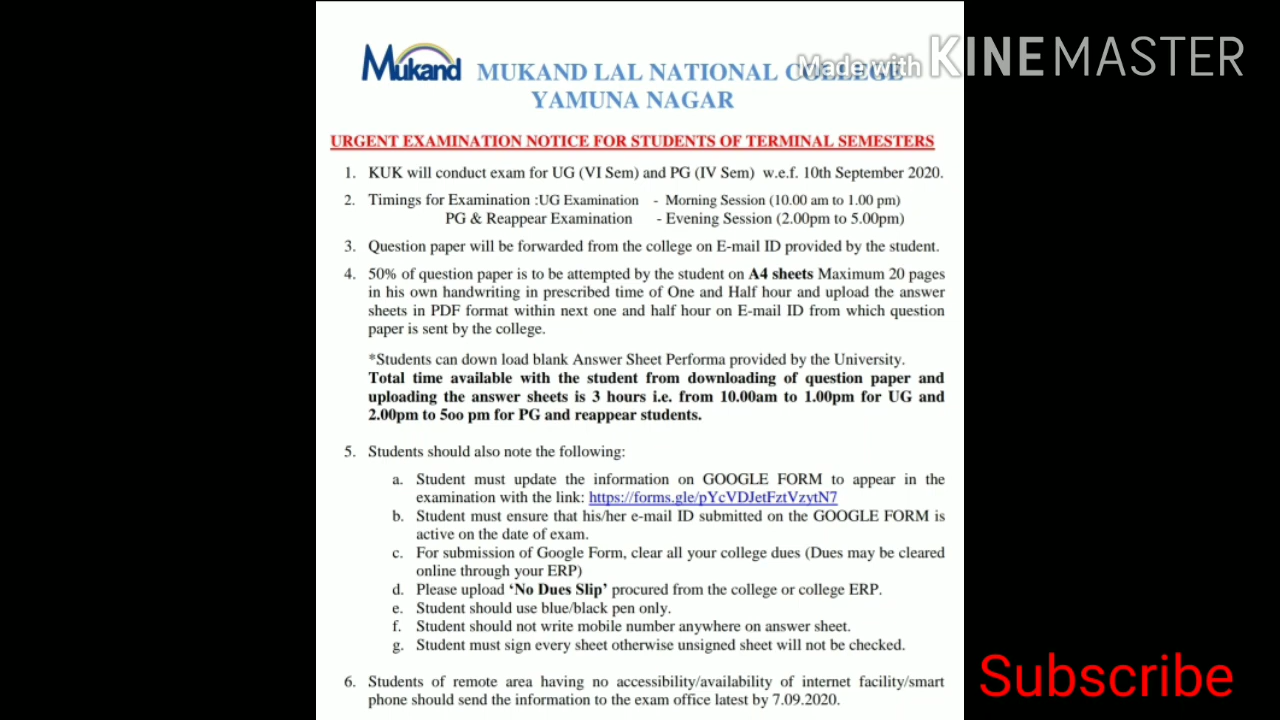 Made with KINEMASTER
Mukand
MUKAND LAL NATIONAL COLLEGE
YAMUNA NAGAR
URGENT EXAMINATION NOTICE FOR STUDENTS OF TERMINAL SEMESTERS
1. KUK will conduct exam for UG (VI Sem) and PG (IV Sem) w.e.f. 10th September 2020.
2. Timings for Examination :UG Examination - Morning Session (10.00 am to 1.00 pm)
PG & Reappear Examination - Evening Session (2.00pm to 5.00pm)
3. Question paper will be forwarded from the college on E-mail ID provided by the student.
4. 50% of question paper is to be attempted by the student on A4 sheets Maximum 20 pages
in his own handwriting in prescribed time of One and Half hour and upload the answer
sheets in PDF format within next one and half hour on E-mail ID from which question
paper is sent by the college.
*Students can down load blank Answer Sheet Performa provided by the University.
Total time available with the student from downloading of question paper and
uploading the answer sheets is 3 hours i.e. from 10.00am to 1.00pm for UG and
2.00pm to 5oo pm for PG and reappear students.
5. Students should also note the following:
a. Student must update the information on GOOGLE FORM to appear in the
examination with the link: https://forms.gle/pYcVDJetFztVzytN7
b. Student must ensure that his/her e-mail ID submitted on the GOOGLE FORM is
active on the date of exam.
c. For submission of Google Form, clear all your college dues (Dues may be cleared
online through your ERP)
d. Please upload ‘No Dues Slip’ procured from the college or college ERP.
e. Student should use blue/black pen only.
f. Student should not write mobile number anywhere on answer sheet.
g. Student must sign every sheet otherwise unsigned sheet will not be checked.
6. Students of remote area having no accessibility/availability of internet facility/smart
phone should send the information to the exam office latest by 7.09.2020.
Subscribe